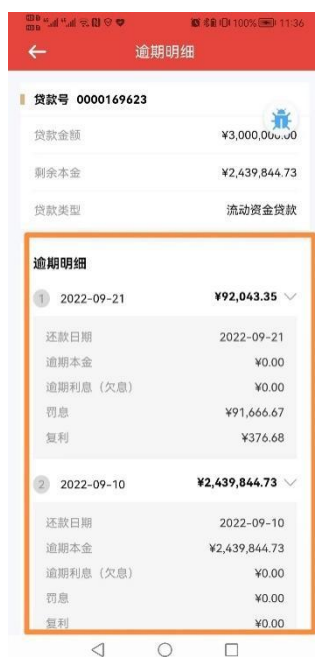 100% 11:36
逾期明细
贷款号 0000169623
贷款金额 ¥3,000,000.00
剩余本金 ¥2,439,844.73
贷款类型 流动资金贷款
逾期明细
1 2022-09-21 ¥92,043.35
还款日期 2022-09-21
逾期本金 ¥0.00
逾期利息（欠息） ¥0.00
罚息 ¥91,666.67
复利 ¥376.68
2 2022-09-10 ¥2,439,844.73
还款日期 2022-09-10
逾期本金 ¥2,439,844.73
逾期利息（欠息） ¥0.00
罚息 ¥0.00
复利 ¥0.00